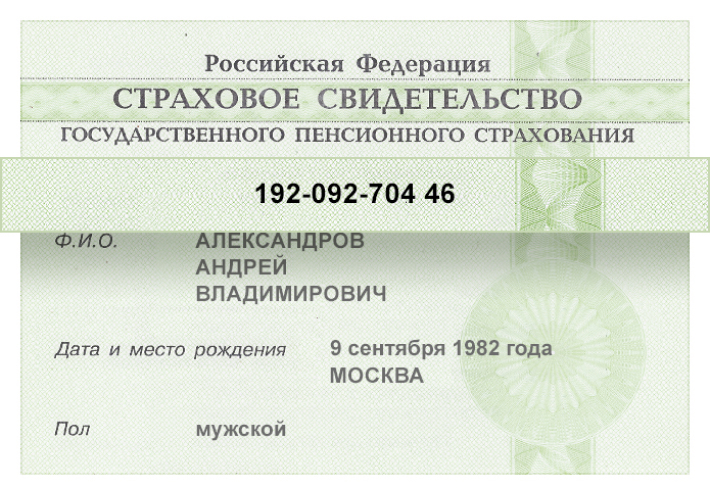 Российская Федерация
СТРАХОВОЕ СВИДЕТЕЛЬСТВО
ГОСУДАРСТВЕННОГО ПЕНСИОННОГО СТРАХОВАНИЯ
192-092-704 46
Ф.И.О. АЛЕКСАНДРОВ
АНДРЕЙ
ВЛАДИМИРОВИЧ
Дата и место рождения 9 сентября 1982 года
МОСКВА
Пол мужской